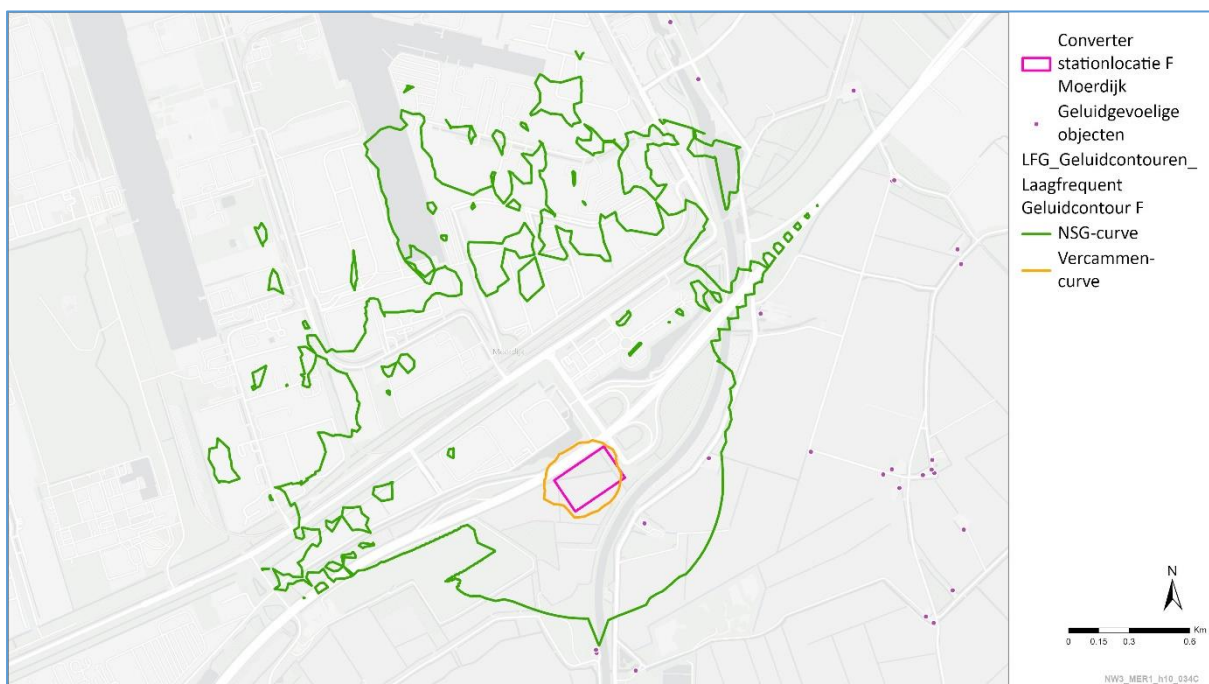 Converter
stationlocatie F
Moerdijk
Geluidgevoelige
objecten
LFG_Geluidcontouren_
Laagfrequent
Geluidcontour F
NSG-curve
Vercammen-
curve
Moerdijk
N
Km
0 0.15 0.3 0.6
NW3_MER1_h10_034C